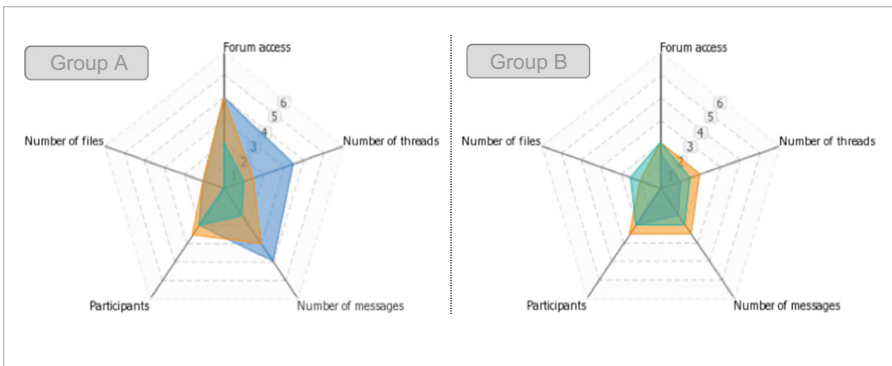 Group A
Forum access
Number of threads
Number of messages
Participants
Number of files
6
5
4
3
2
1
Group B
Forum access
Number of threads
Number of messages
Participants
Number of files
6
5
4
3
2
1